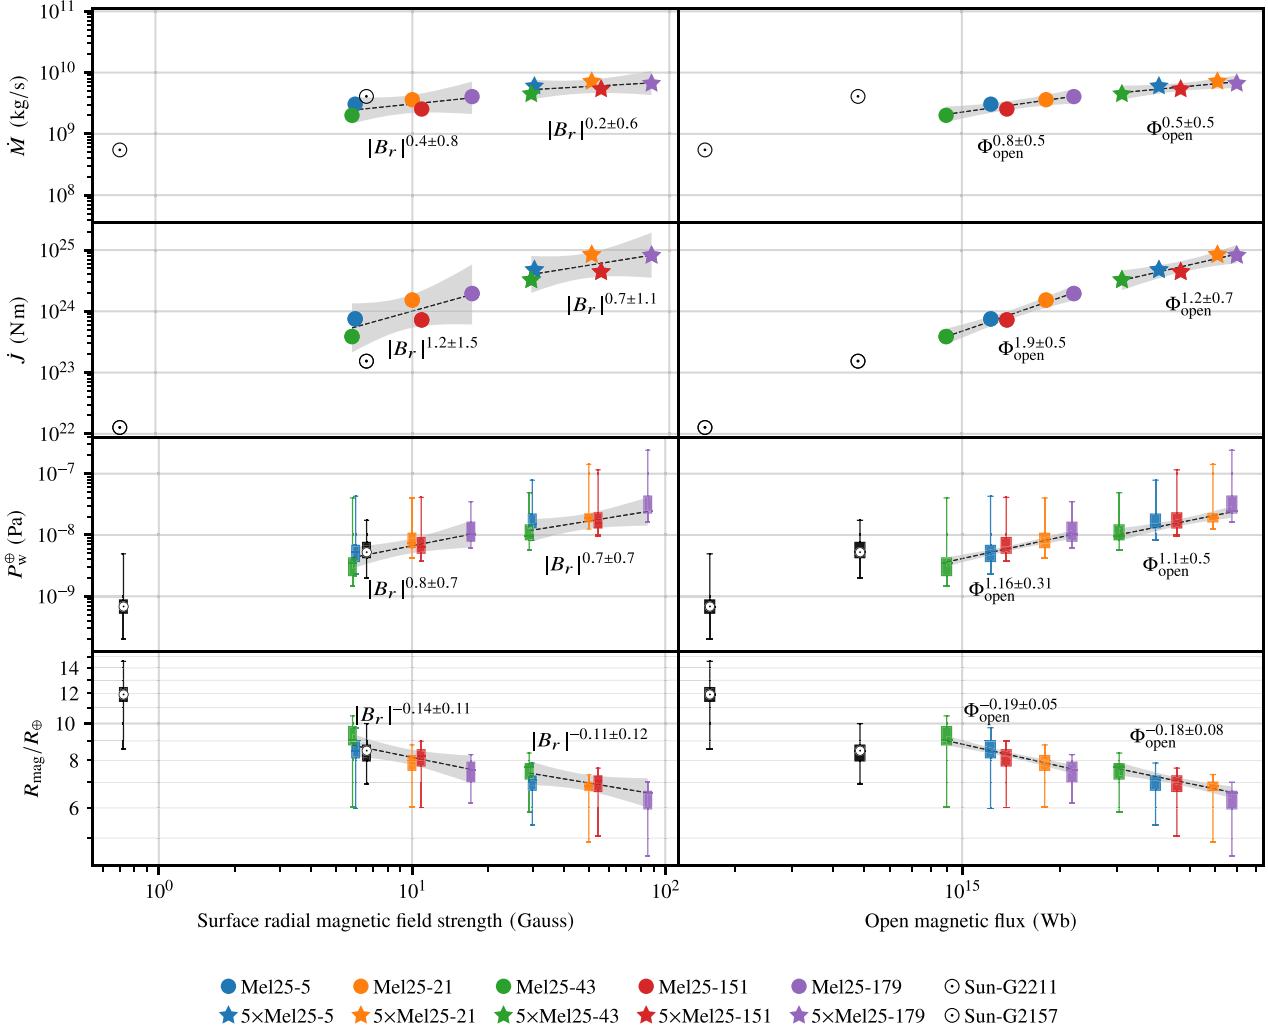 10^11
10^10
10^9
10^8
Ṁ (kg/s)
|B_r|^0.4±0.8
|B_r|^0.2±0.6
Φ_open^0.8±0.5
Φ_open^0.5±0.5
10^25
10^24
10^23
10^22
J̇ (N m)
|B_r|^1.2±1.5
|B_r|^0.7±1.1
Φ_open^1.9±0.5
Φ_open^1.2±0.7
10^−7
10^−8
10^−9
P_w^⊕ (Pa)
|B_r|^0.8±0.7
|B_r|^0.7±0.7
Φ_open^1.16±0.31
Φ_open^1.1±0.5
14
12
10
8
6
R_mag/R_⊕
|B_r|^−0.14±0.11
|B_r|^−0.11±0.12
Φ_open^−0.19±0.05
Φ_open^−0.18±0.08
10^0 10^1 10^2 10^15
Surface radial magnetic field strength (Gauss) Open magnetic flux (Wb)
Mel25-5 Mel25-21 Mel25-43 Mel25-151 Mel25-179 Sun-G2211
5×Mel25-5 5×Mel25-21 5×Mel25-43 5×Mel25-151 5×Mel25-179 Sun-G2157